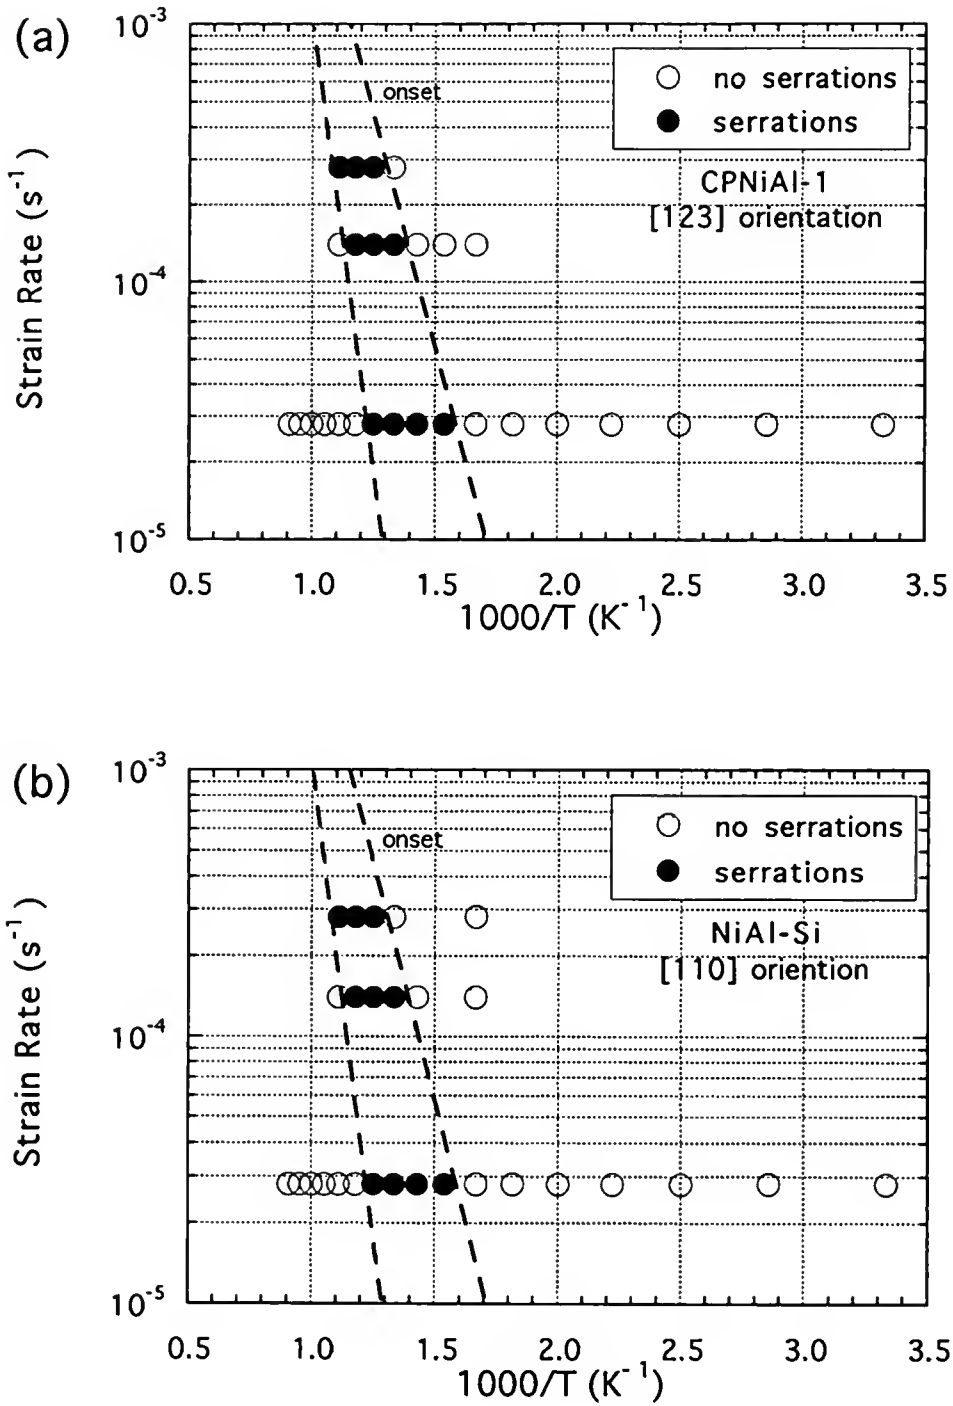 (a)
10⁻³
onset
no serrations
serrations
CPNiAl-1
[123] orientation
Strain Rate (s⁻¹)
10⁻⁴
10⁻⁵
0.5 1.0 1.5 2.0 2.5 3.0 3.5
1000/T (K⁻¹)
(b)
10⁻³
onset
no serrations
serrations
NiAl-Si
[110] oriention
Strain Rate (s⁻¹)
10⁻⁴
10⁻⁵
0.5 1.0 1.5 2.0 2.5 3.0 3.5
1000/T (K⁻¹)